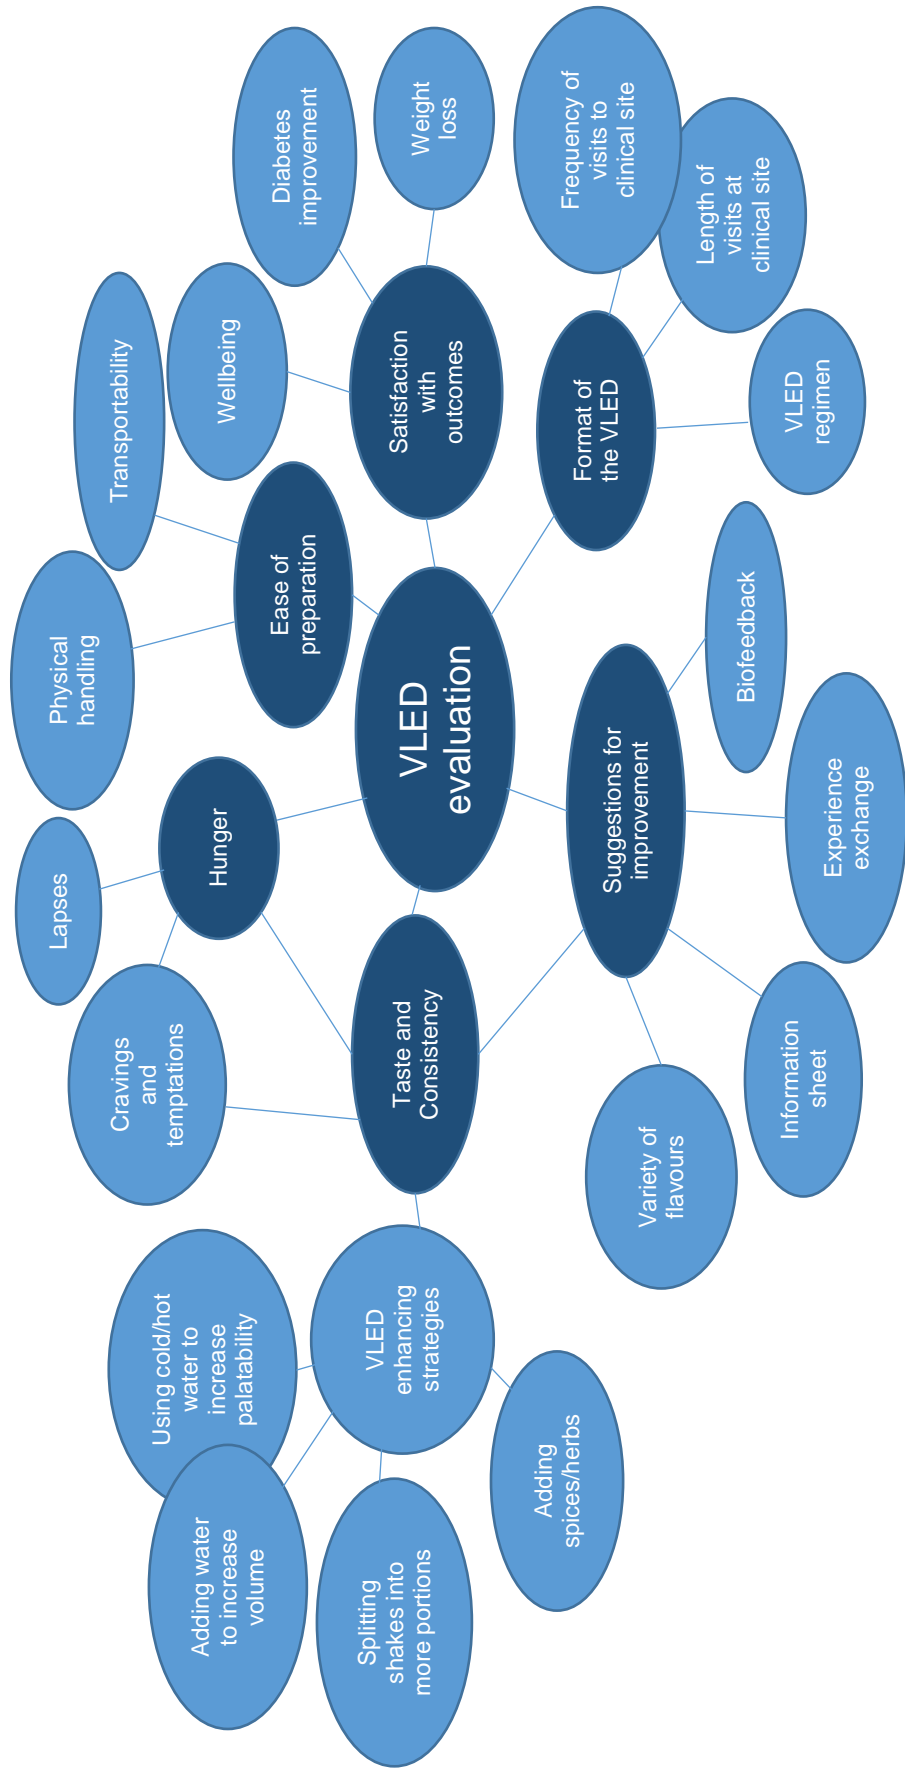 Using cold/hot
water to
increase
palatability
Adding water
to increase
volume
Splitting
shakes into
more portions
Adding
spices/herbs
VLED
enhancing
strategies
Cravings
and
temptations
Lapses
Hunger
Taste and
Consistency
Variety of
flavours
Information
sheet
Physical
handling
Transportability
Ease of
preparation
VLED
evaluation
Suggestions for
improvement
Experience
exchange
Biofeedback
Wellbeing
Diabetes
improvement
Weight
loss
Satisfaction
with
outcomes
Format of
the VLED
Frequency of
visits to
clinical site
Length of
visits at
clinical site
VLED
regimen